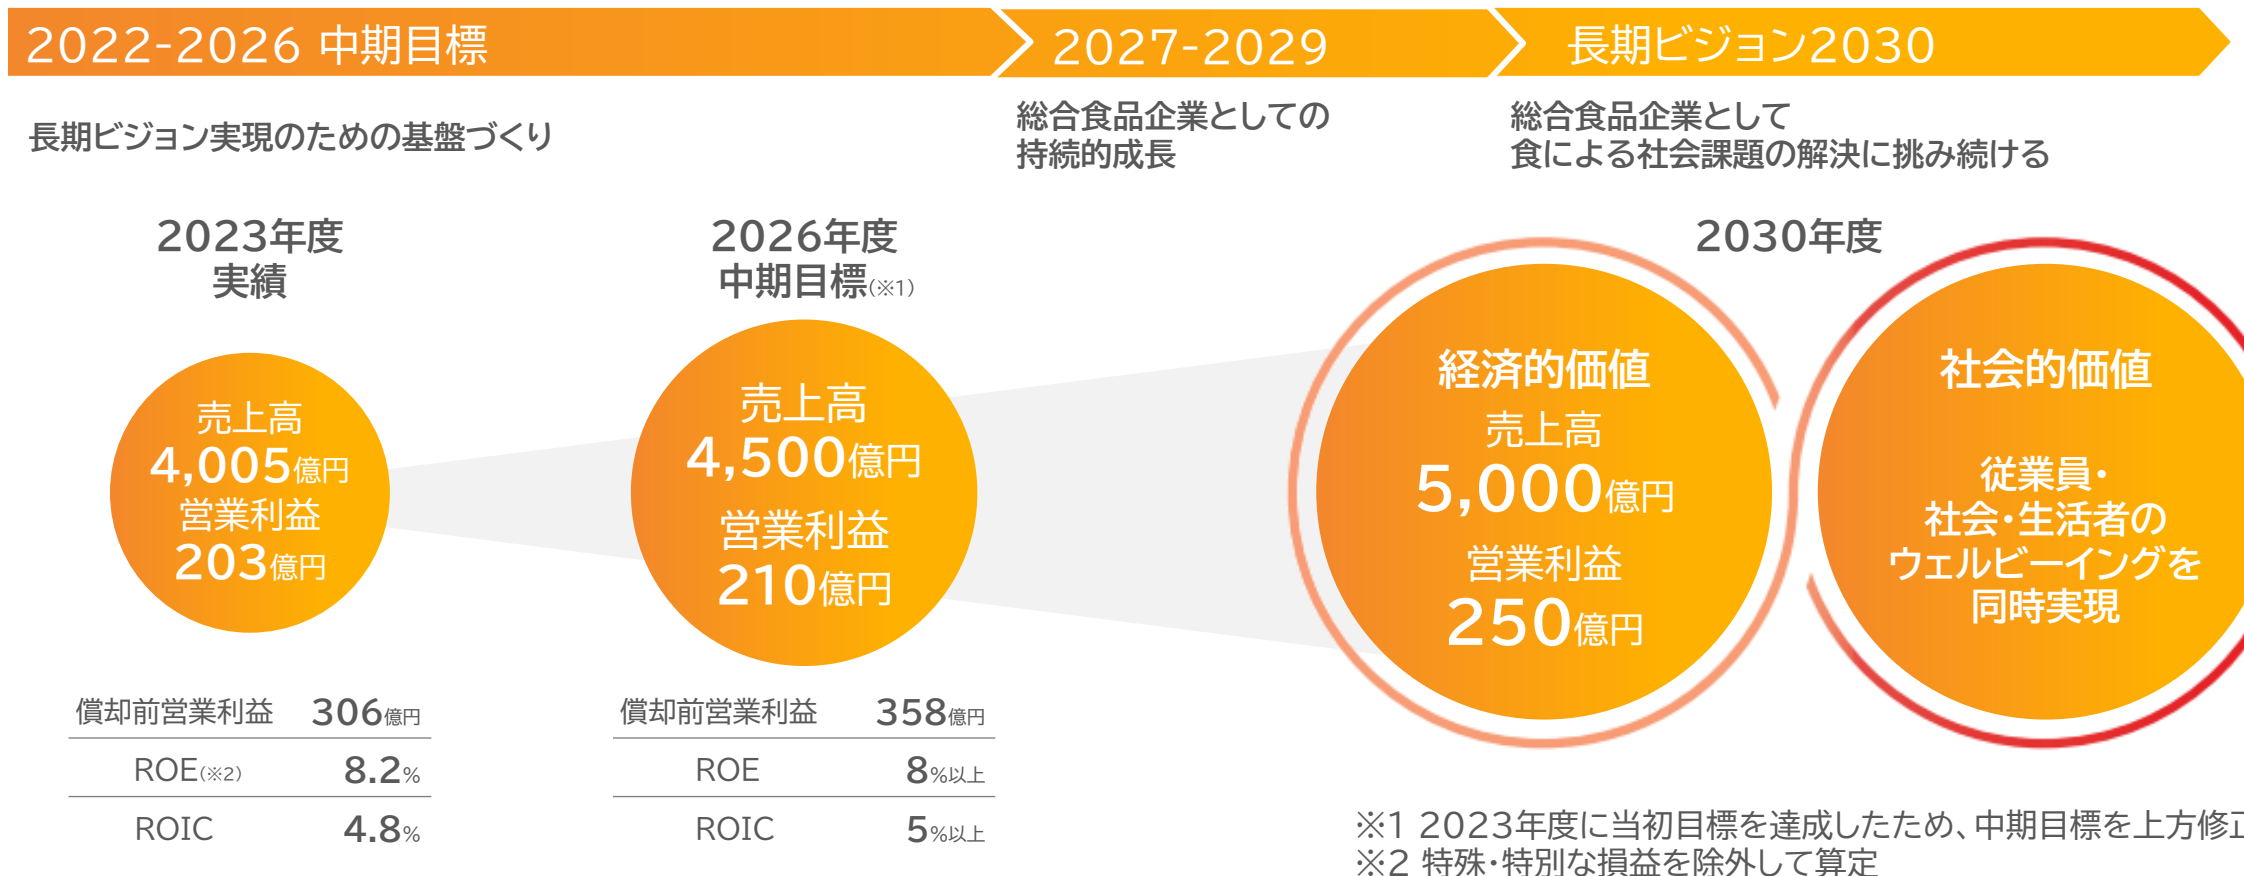 2022-2026 中期目標
2027-2029
長期ビジョン2030
長期ビジョン実現のための基盤づくり
総合食品企業としての
持続的成長
総合食品企業として
食による社会課題の解決に挑み続ける
2023年度
実績
売上高
4,005億円
営業利益
203億円
償却前営業利益 306億円
ROE(※2) 8.2%
ROIC 4.8%
2026年度
中期目標(※1)
売上高
4,500億円
営業利益
210億円
償却前営業利益 358億円
ROE 8%以上
ROIC 5%以上
2030年度
経済的価値
売上高
5,000億円
営業利益
250億円
社会的価値
従業員・
社会・生活者の
ウェルビーイングを
同時実現
※1 2023年度に当初目標を達成したため、中期目標を上方修正
※2 特殊・特別な損益を除外して算定